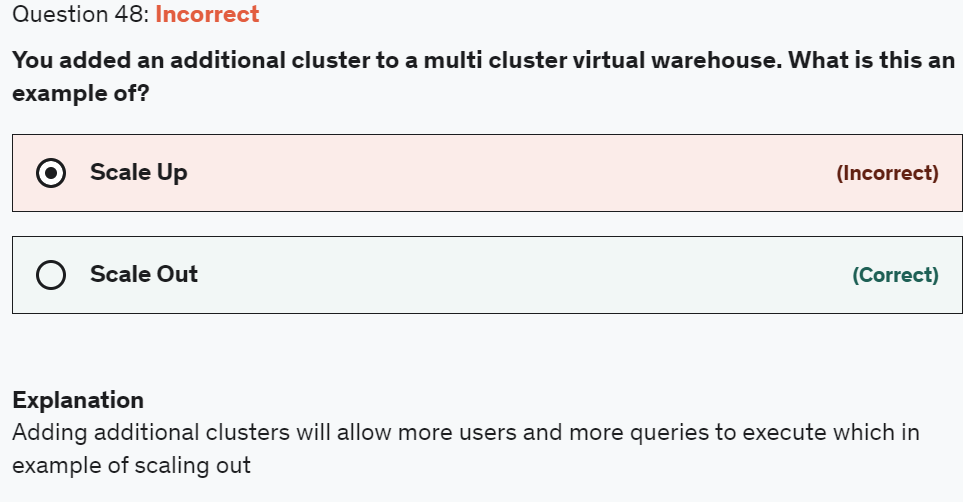 Question 48: Incorrect
You added an additional cluster to a multi cluster virtual warehouse. What is this an
example of?
Scale Up (Incorrect)
Scale Out (Correct)
Explanation
Adding additional clusters will allow more users and more queries to execute which in
example of scaling out